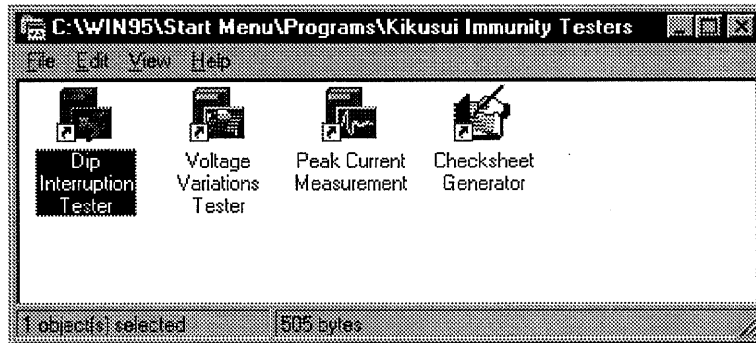 C:\WIN95\Start Menu\Programs\Kikusui Immunity Testers
File Edit View Help
Dip Interruption Tester
Voltage Variations Tester
Peak Current Measurement
Checksheet Generator
1 object(s) selected
505 bytes